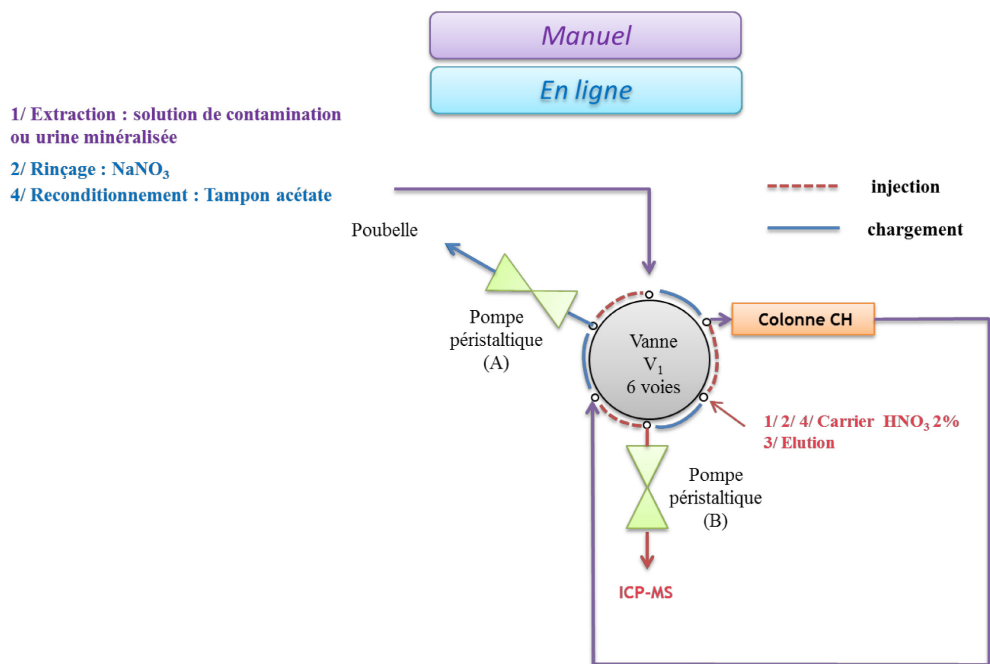 Manuel
En ligne
1/ Extraction : solution de contamination
ou urine minéralisée
2/ Rinçage : NaNO3
4/ Reconditionnement : Tampon acétate
injection
chargement
Poubelle
Pompe
péristaltique
(A)
Vanne
V1
6 voies
Colonne CH
1/ 2/ 4/ Carrier HNO3 2%
3/ Elution
Pompe
péristaltique
(B)
ICP-MS